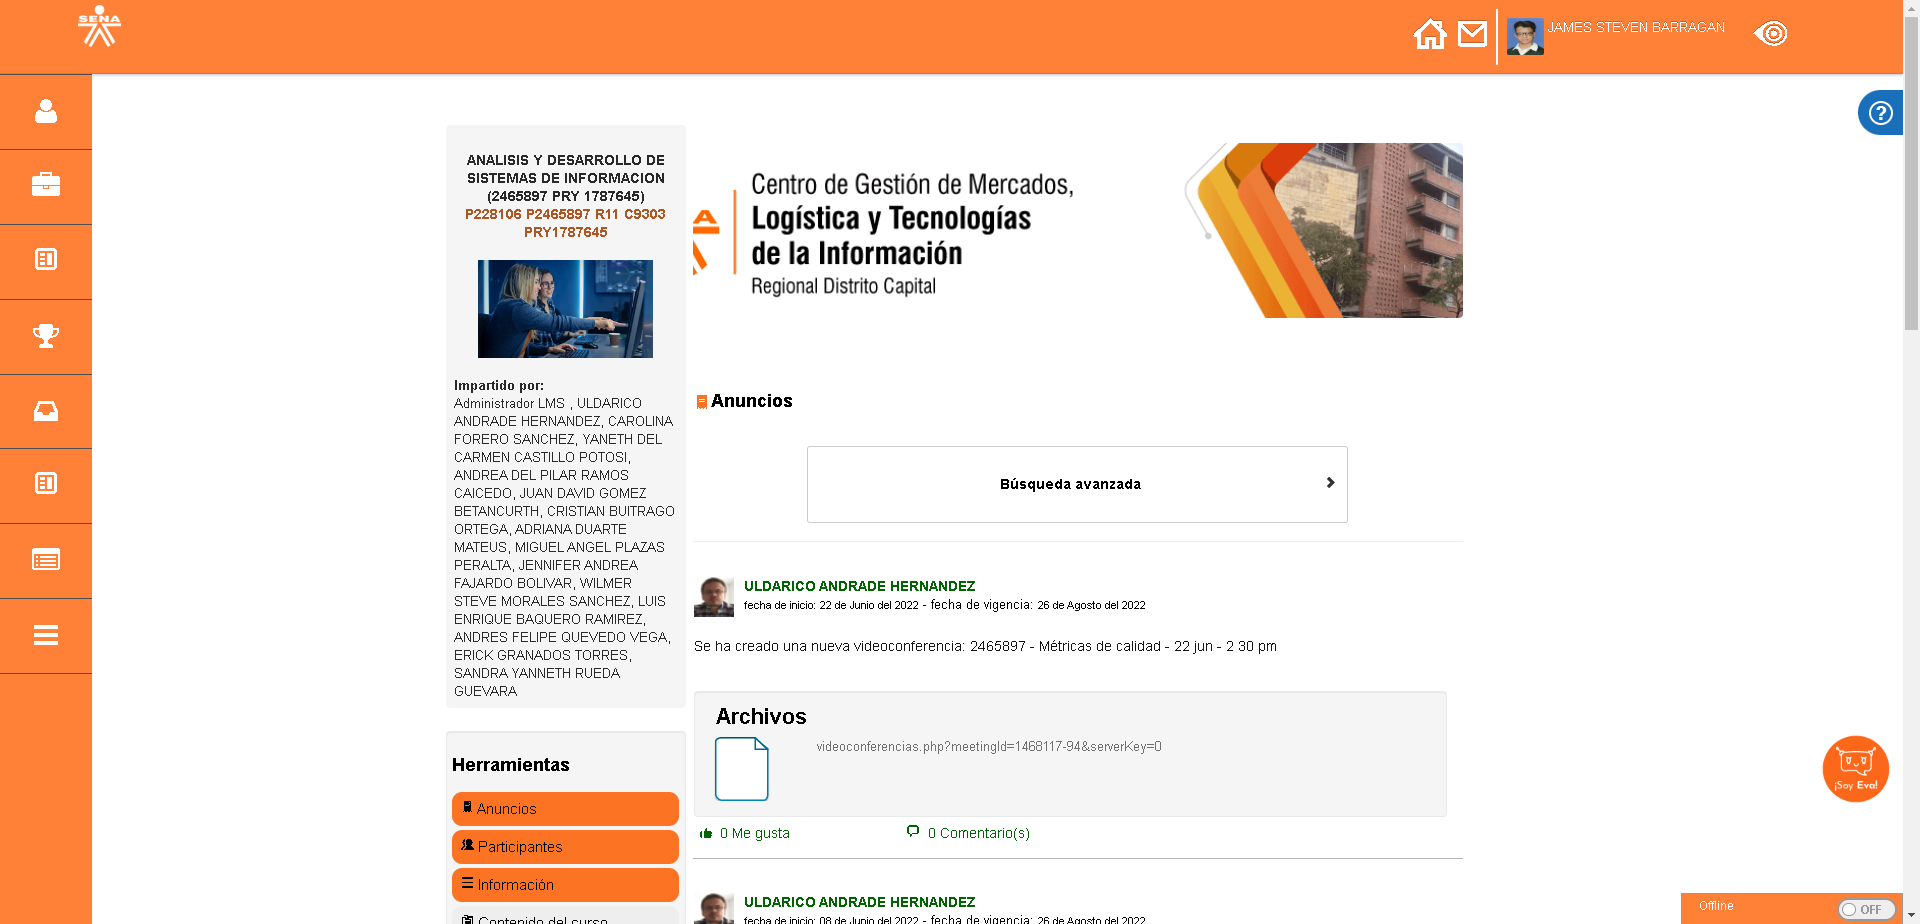 SENA
JAMES STEVEN BARRAGAN
ANALISIS Y DESARROLLO DE
SISTEMAS DE INFORMACION
(2465897 PRY 1787645)
P228106 P2465897 R11 C9303
PRY1787645
Impartido por:
Administrador LMS , ULDARICO
ANDRADE HERNANDEZ, CAROLINA
FORERO SANCHEZ, YANETH DEL
CARMEN CASTILLO POTOSI,
ANDREA DEL PILAR RAMOS
CAICEDO, JUAN DAVID GOMEZ
BETANCURTH, CRISTIAN BUITRAGO
ORTEGA, ADRIANA DUARTE
MATEUS, MIGUEL ANGEL PLAZAS
PERALTA, JENNIFER ANDREA
FAJARDO BOLIVAR, WILMER
STEVE MORALES SANCHEZ, LUIS
ENRIQUE BAQUERO RAMIREZ,
ANDRES FELIPE QUEVEDO VEGA,
ERICK GRANADOS TORRES,
SANDRA YANNETH RUEDA
GUEVARA
Herramientas
Anuncios
Participantes
Información
Contenido del curso
A
Centro de Gestión de Mercados,
Logística y Tecnologías
de la Información
Regional Distrito Capital
Anuncios
Búsqueda avanzada
ULDARICO ANDRADE HERNANDEZ
fecha de inicio: 22 de Junio del 2022 - fecha de vigencia: 26 de Agosto del 2022
Se ha creado una nueva videoconferencia: 2465897 - Métricas de calidad - 22 jun - 2 30 pm
Archivos
videoconferencias.php?meetingId=1468117-94&serverKey=0
0 Me gusta
0 Comentario(s)
ULDARICO ANDRADE HERNANDEZ
fecha de inicio: 08 de Junio del 2022 - fecha de vigencia: 26 de Agosto del 2022
?
¡Soy Eva!
Offline
OFF